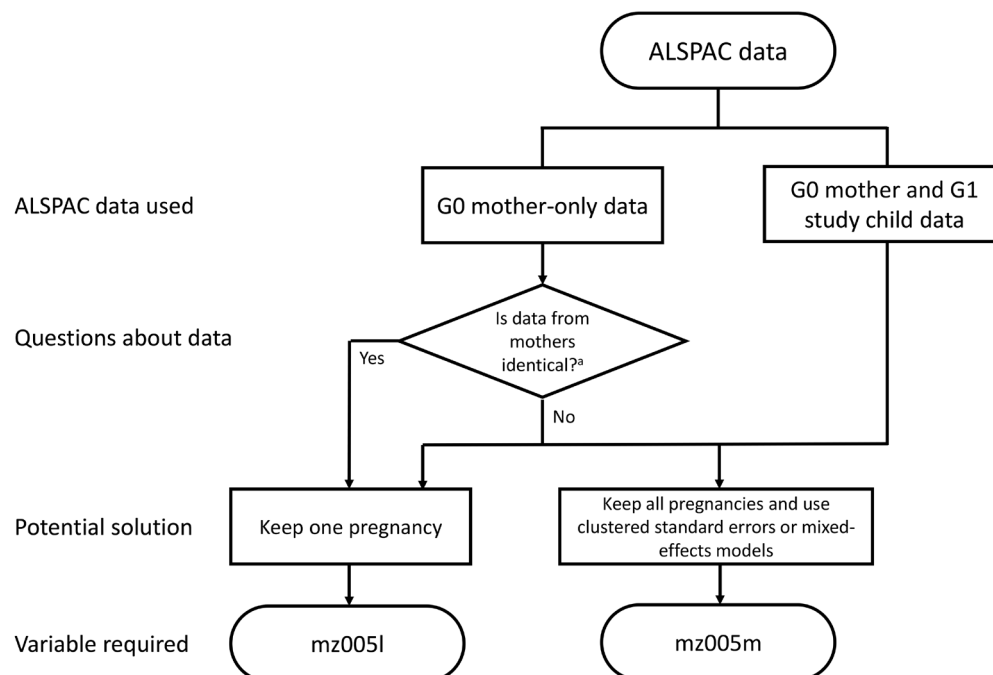 ALSPAC data
ALSPAC data used
G0 mother-only data
G0 mother and G1
study child data
Questions about data
Is data from
mothers
identical?ᵃ
Yes
No
Potential solution
Keep one pregnancy
Keep all pregnancies and use
clustered standard errors or mixed-
effects models
Variable required
mz005l
mz005m